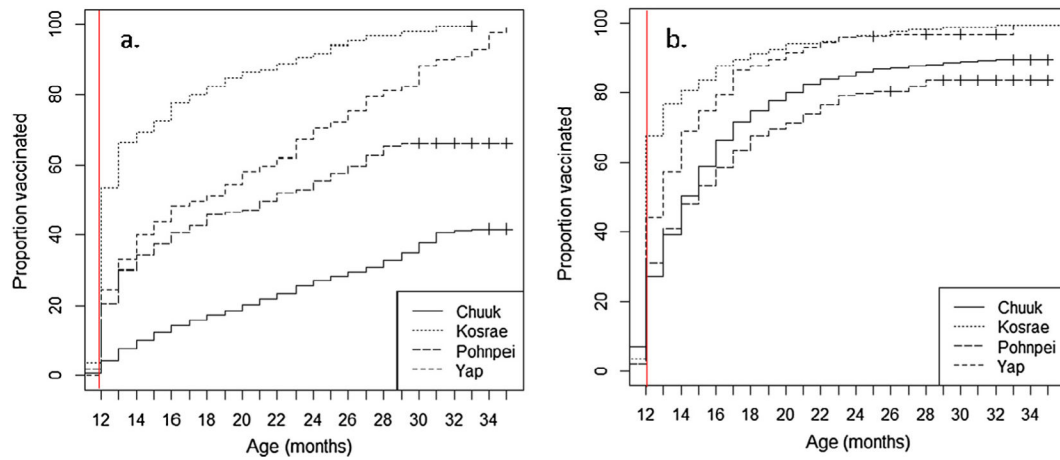 a.
Proportion vaccinated
100
80
60
40
20
0
12 14 16 18 20 22 24 26 28 30 32 34
Age (months)
Chuuk
Kosrae
Pohnpei
Yap
b.
Proportion vaccinated
100
80
60
40
20
0
12 14 16 18 20 22 24 26 28 30 32 34
Age (months)
Chuuk
Kosrae
Pohnpei
Yap